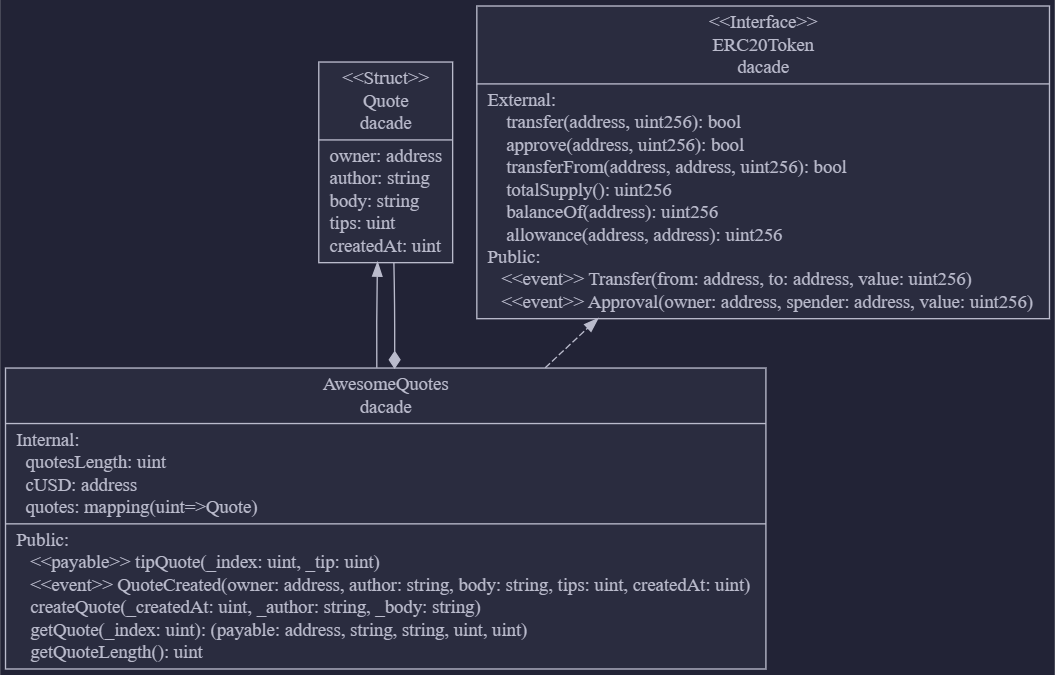 <<Interface>>
ERC20Token
dacade
External:
transfer(address, uint256): bool
approve(address, uint256): bool
transferFrom(address, address, uint256): bool
totalSupply(): uint256
balanceOf(address): uint256
allowance(address, address): uint256
Public:
<<event>> Transfer(from: address, to: address, value: uint256)
<<event>> Approval(owner: address, spender: address, value: uint256)
<<Struct>>
Quote
dacade
owner: address
author: string
body: string
tips: uint
createdAt: uint
AwesomeQuotes
dacade
Internal:
quotesLength: uint
cUSD: address
quotes: mapping(uint=>Quote)
Public:
<<payable>> tipQuote(_index: uint, _tip: uint)
<<event>> QuoteCreated(owner: address, author: string, body: string, tips: uint, createdAt: uint)
createQuote(_createdAt: uint, _author: string, _body: string)
getQuote(_index: uint): (payable: address, string, string, uint, uint)
getQuoteLength(): uint